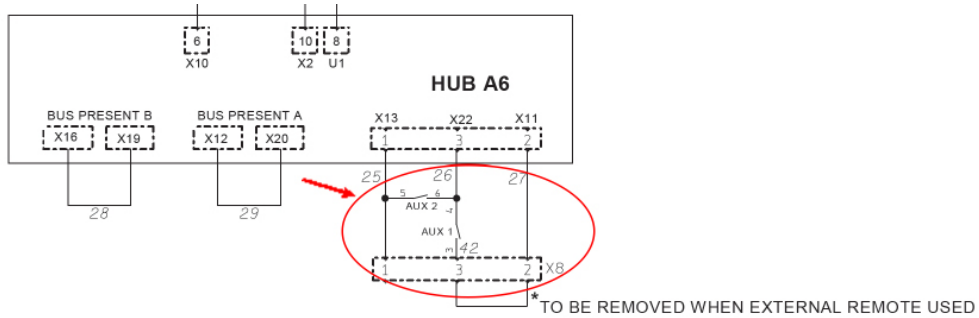 6 10 8
X10 X2 U1
HUB A6
BUS PRESENT B BUS PRESENT A X13 X22 X11
X16 X19 X12 X20 1 3 2
25 26 27
5 6
AUX 2
4
28 29
AUX 1
3 42
1 3 2 X8
*TO BE REMOVED WHEN EXTERNAL REMOTE USED